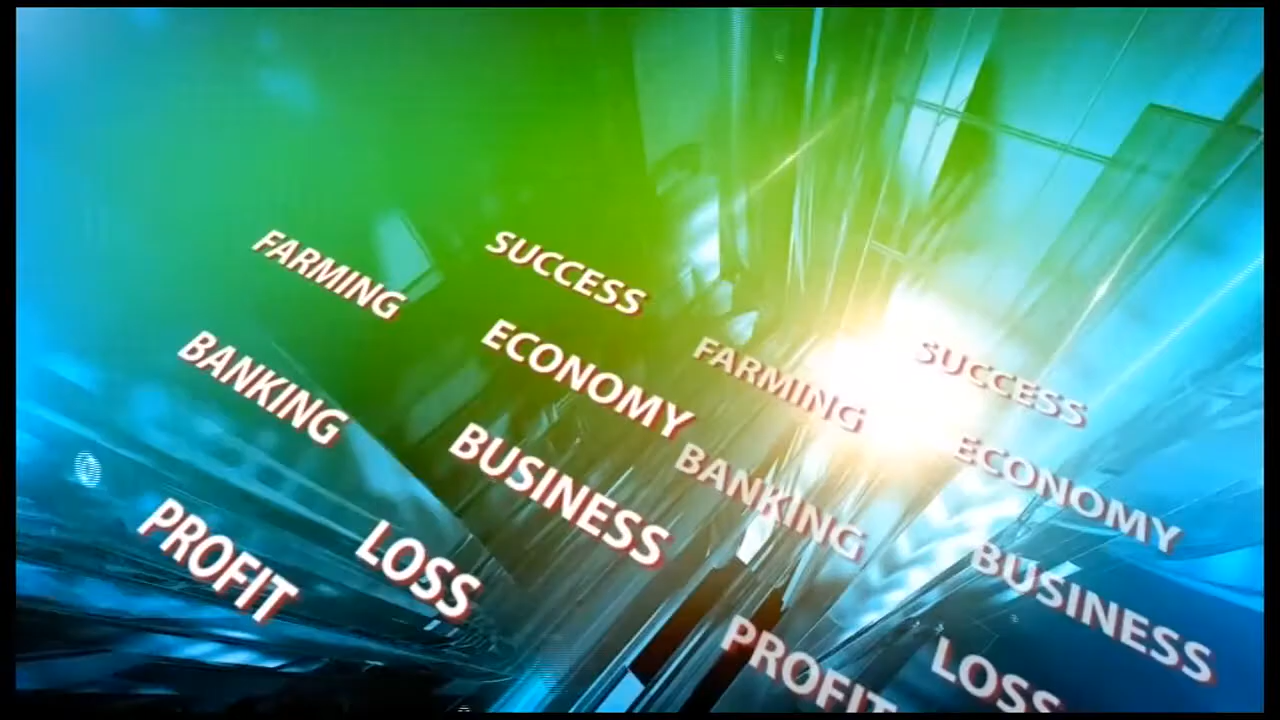 FARMING
SUCCESS
BANKING
ECONOMY
PROFIT
LOSS
BUSINESS
FARMING
SUCCESS
BANKING
ECONOMY
PROFIT
LOSS
BUSINESS